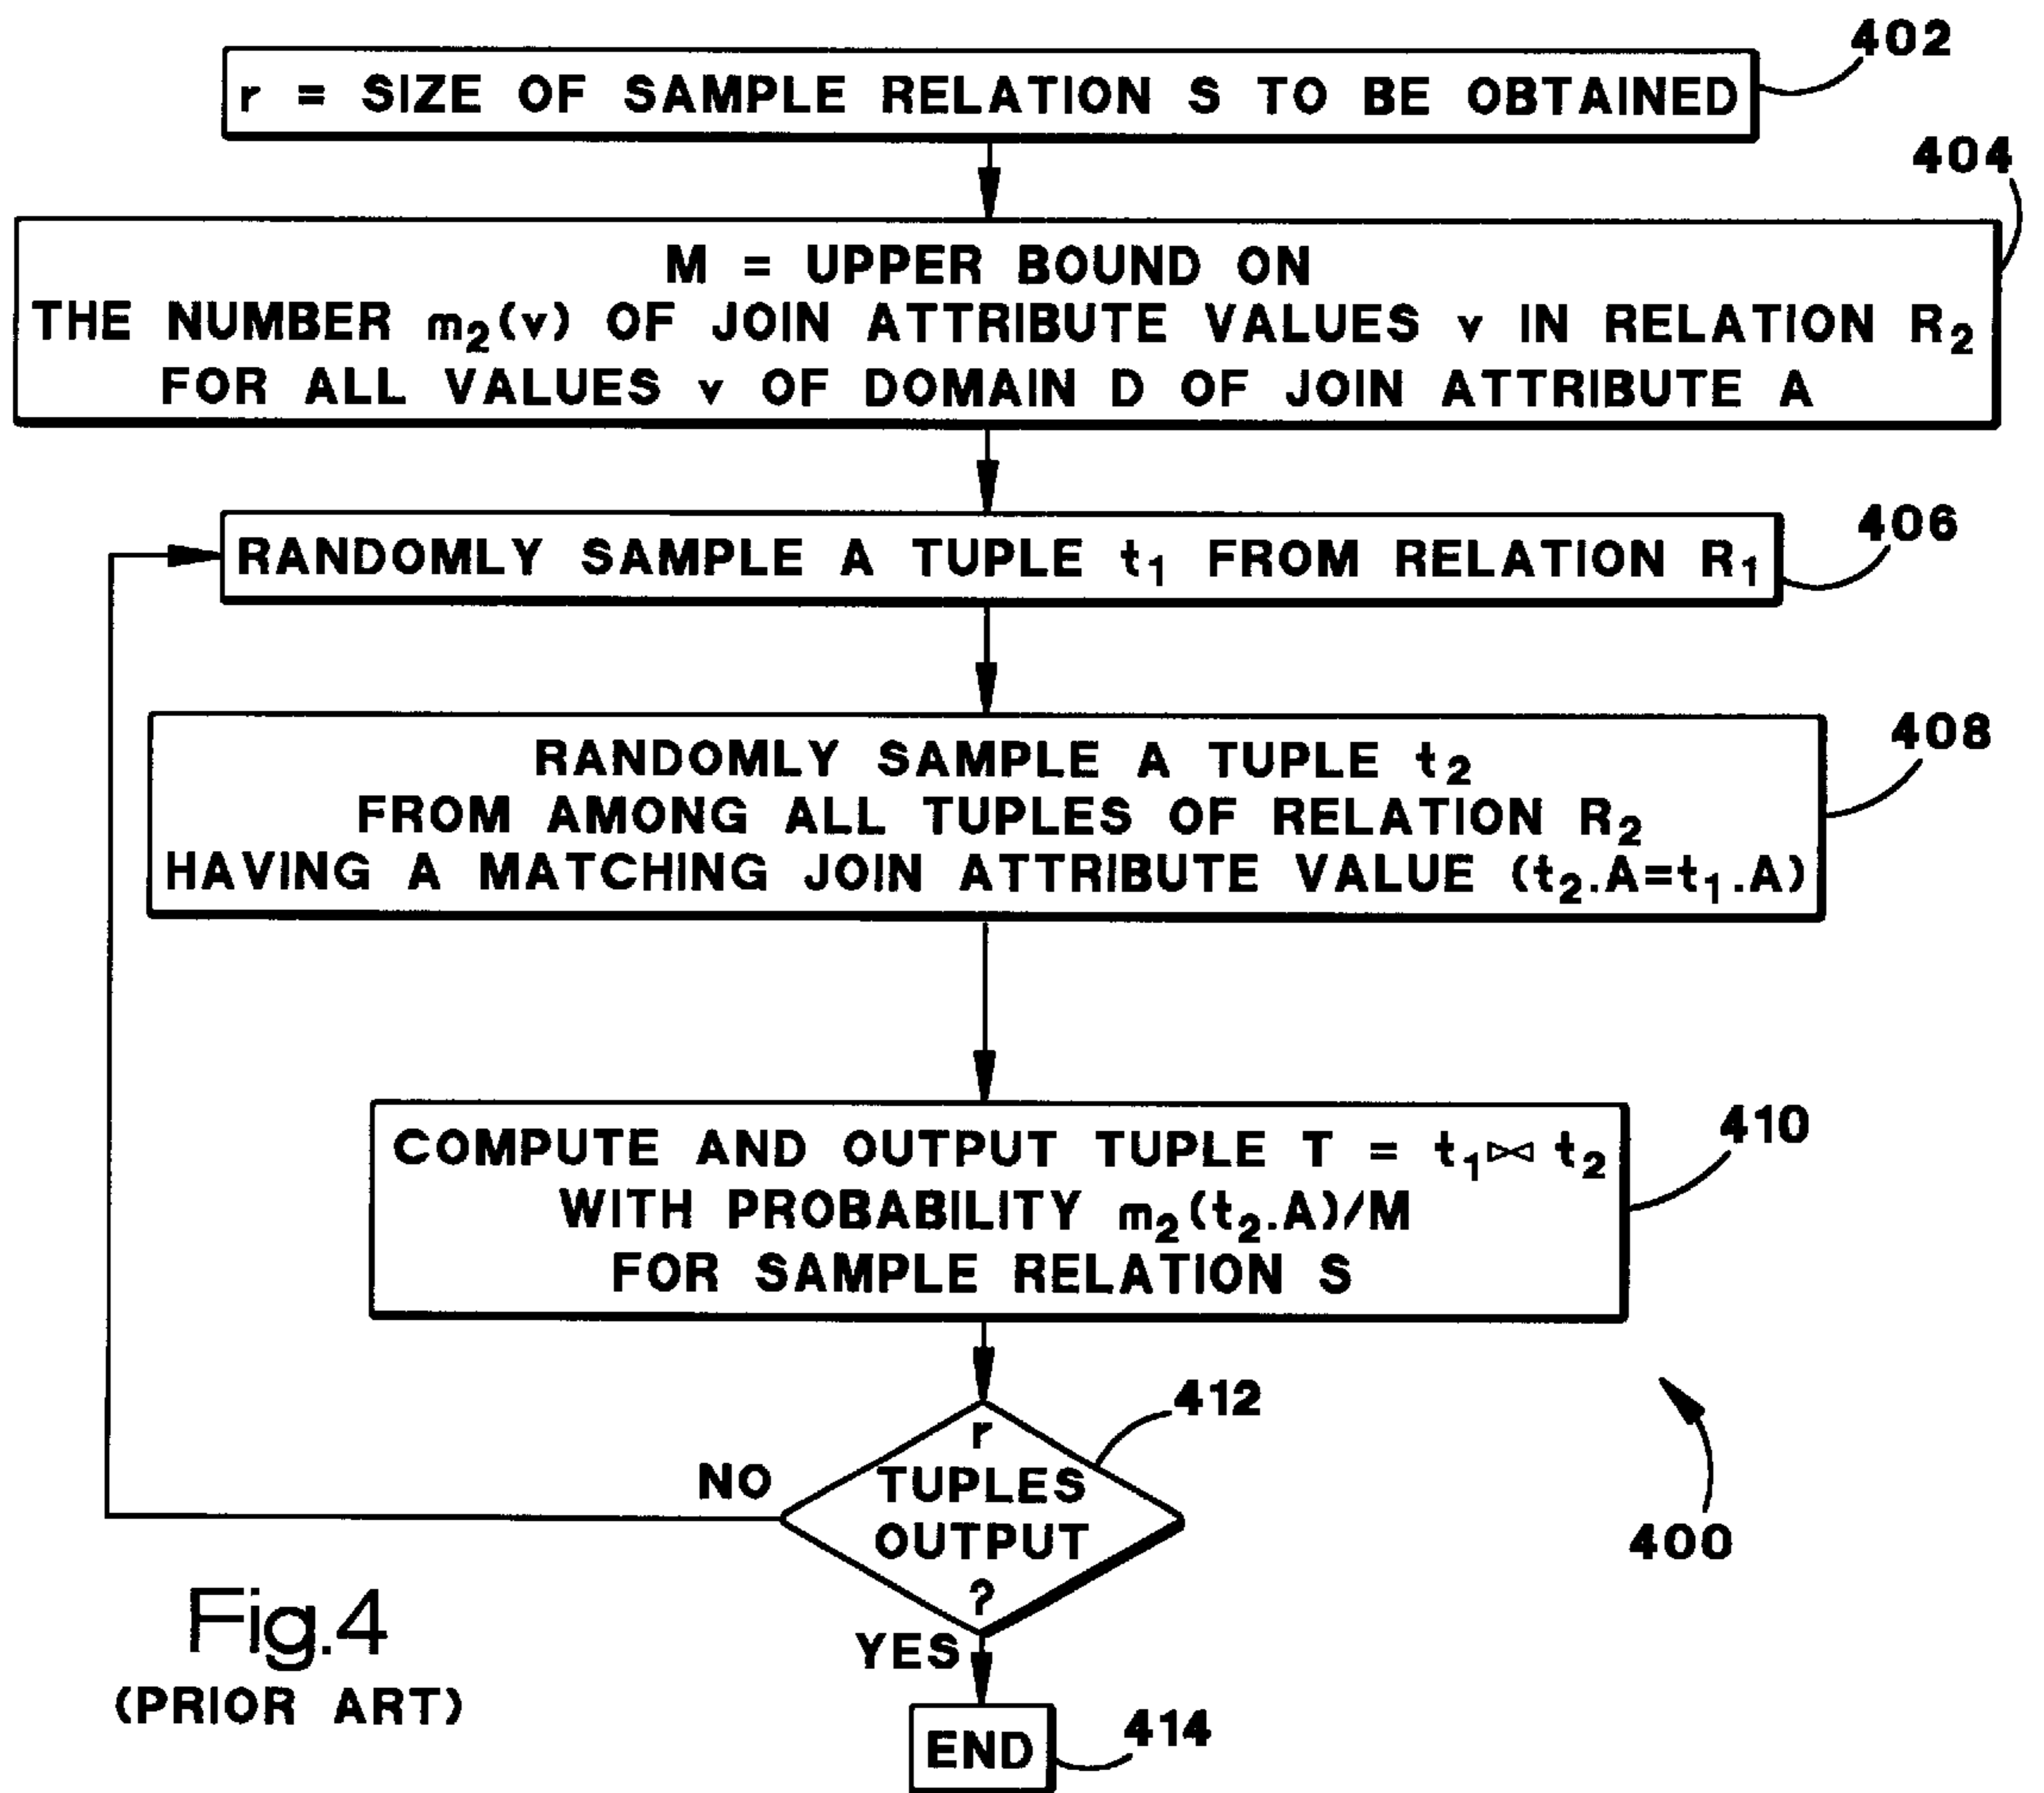 402
r = SIZE OF SAMPLE RELATION S TO BE OBTAINED
404
M = UPPER BOUND ON
THE NUMBER m₂(v) OF JOIN ATTRIBUTE VALUES v IN RELATION R₂
FOR ALL VALUES v OF DOMAIN D OF JOIN ATTRIBUTE A
406
RANDOMLY SAMPLE A TUPLE t₁ FROM RELATION R₁
408
RANDOMLY SAMPLE A TUPLE t₂
FROM AMONG ALL TUPLES OF RELATION R₂
HAVING A MATCHING JOIN ATTRIBUTE VALUE (t₂.A=t₁.A)
410
COMPUTE AND OUTPUT TUPLE T = t₁⋈ t₂
WITH PROBABILITY m₂(t₂.A)/M
FOR SAMPLE RELATION S
412
r
TUPLES
OUTPUT
?
NO
YES
400
END
414
Fig.4
(PRIOR ART)